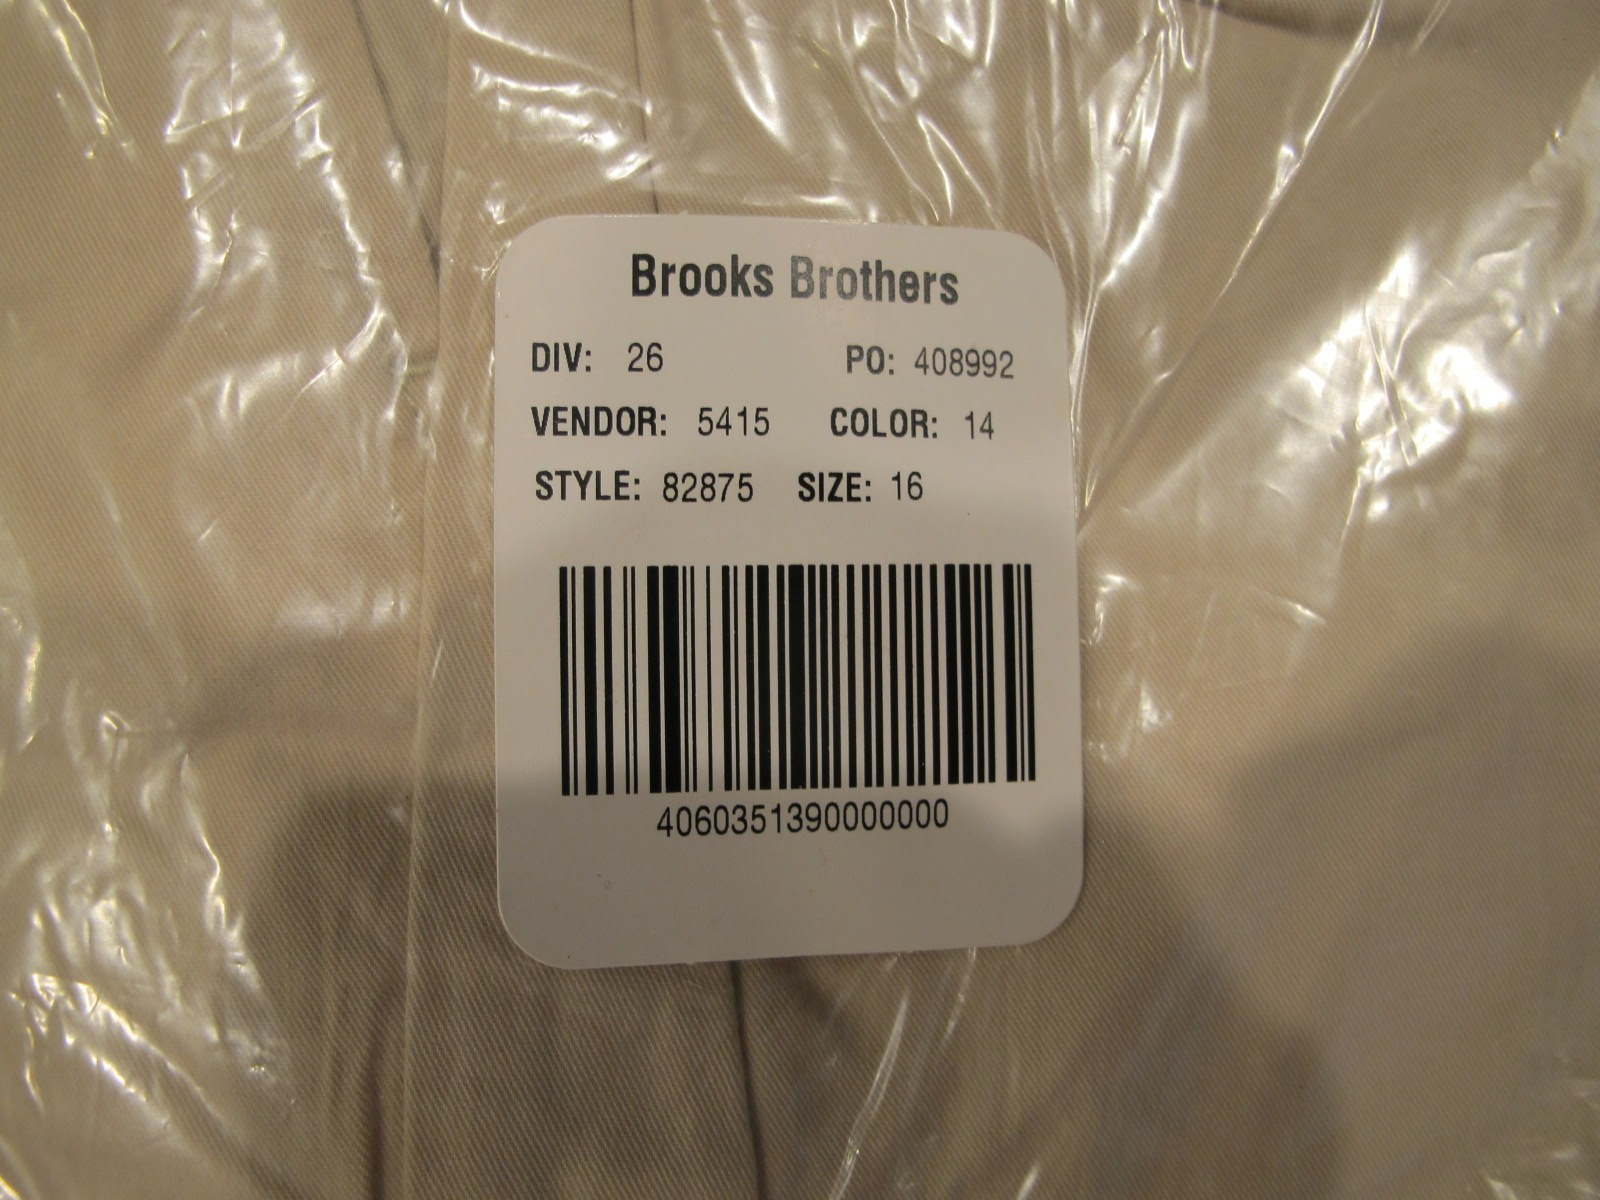 Brooks Brothers
DIV: 26 PO: 408992
VENDOR: 5415 COLOR: 14
STYLE: 82875 SIZE: 16
4060351390000000